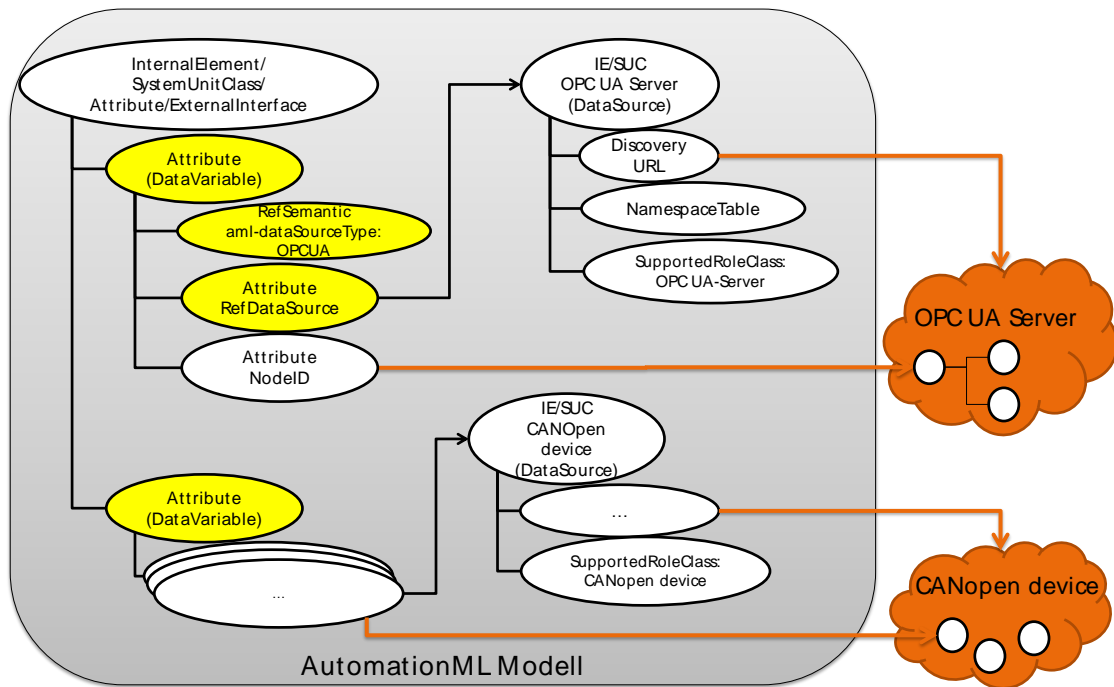 InternalElement/
SystemUnitClass/
Attribute/ExternalInterface
Attribute
(DataVariable)
RefSemantic
aml-dataSourceType:
OPCUA
Attribute
RefDataSource
Attribute
NodeID
IE/SUC
OPC UA Server
(DataSource)
Discovery
URL
NamespaceTable
SupportedRoleClass:
OPC UA-Server
OPC UA Server
Attribute
(DataVariable)
...
IE/SUC
CANOpen
device
(DataSource)
...
SupportedRoleClass:
CANopen device
CANopen device
AutomationML Modell